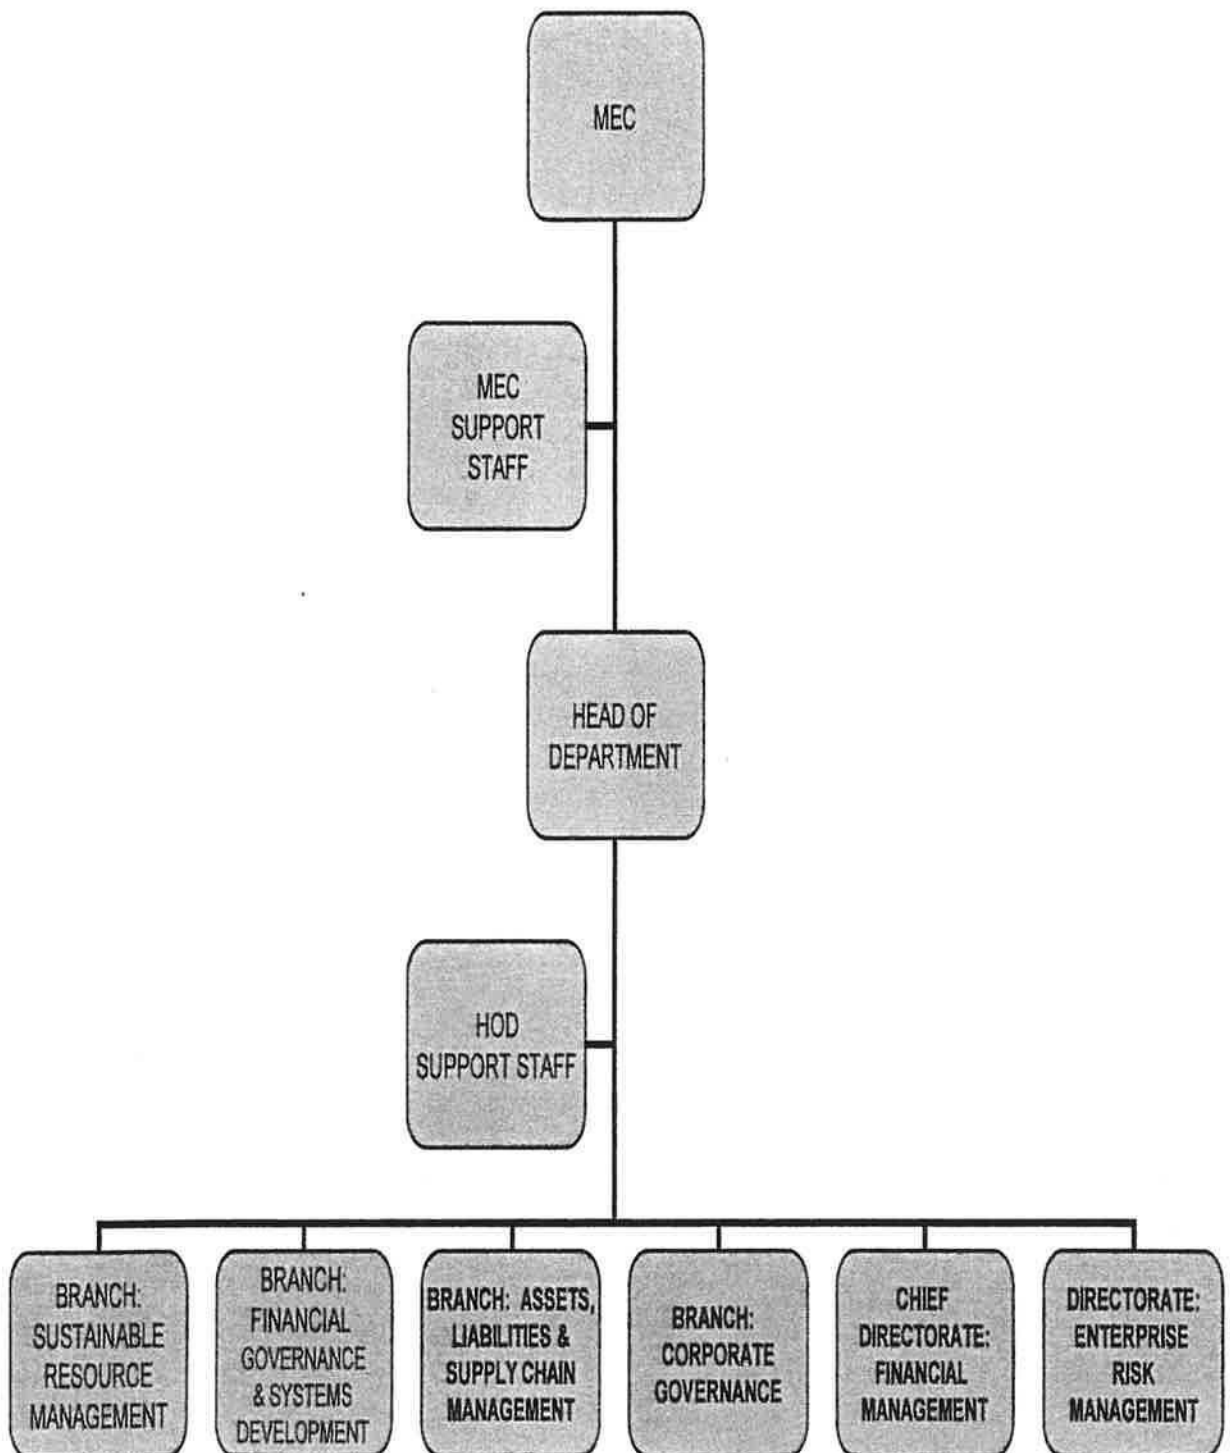 MEC
MEC
SUPPORT
STAFF
HEAD OF
DEPARTMENT
HOD
SUPPORT STAFF
BRANCH:
SUSTAINABLE
RESOURCE
MANAGEMENT
BRANCH:
FINANCIAL
GOVERNANCE
& SYSTEMS
DEVELOPMENT
BRANCH: ASSETS,
LIABILITIES &
SUPPLY CHAIN
MANAGEMENT
BRANCH:
CORPORATE
GOVERNANCE
CHIEF
DIRECTORATE:
FINANCIAL
MANAGEMENT
DIRECTORATE:
ENTERPRISE
RISK
MANAGEMENT